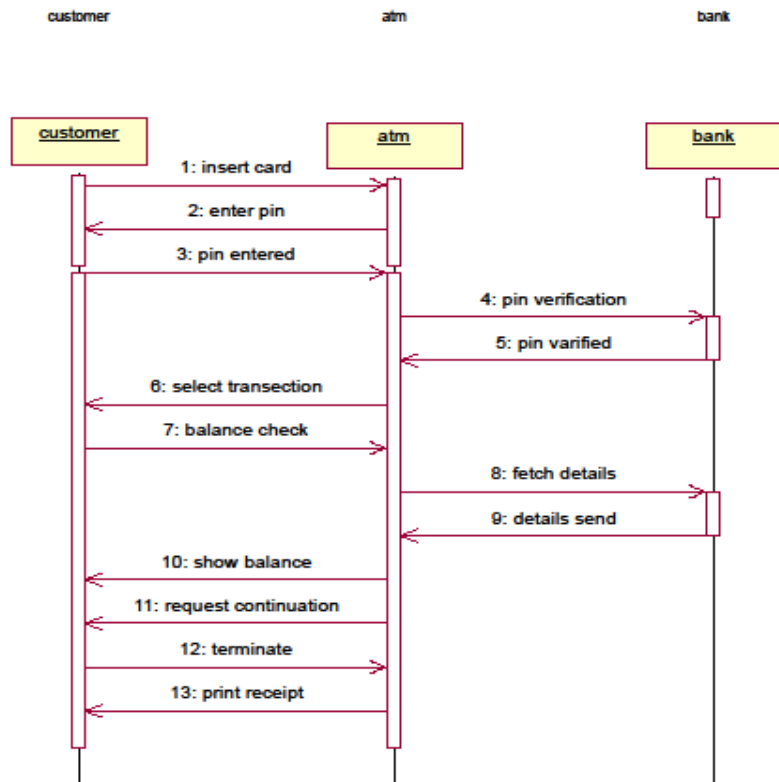 customer atm bank
customer atm bank
1: insert card
2: enter pin
3: pin entered
4: pin verification
5: pin varified
6: select transection
7: balance check
8: fetch details
9: details send
10: show balance
11: request continuation
12: terminate
13: print receipt